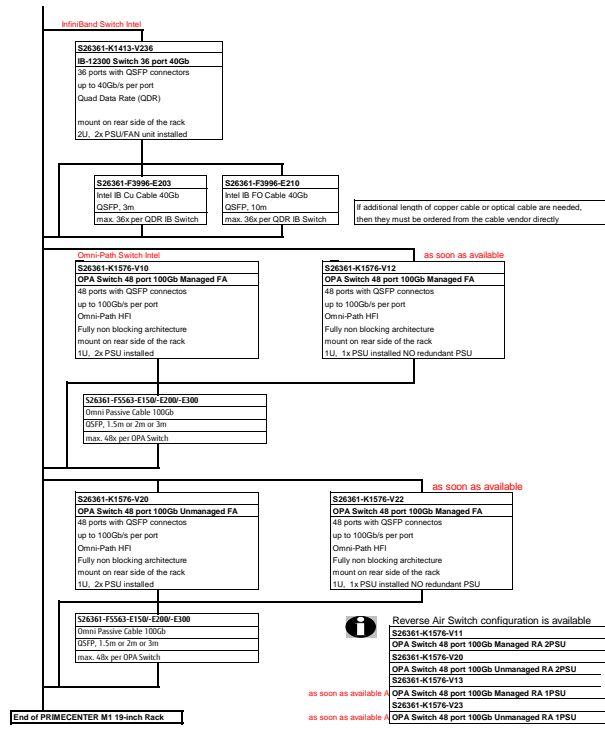 InfiniBand Switch Intel
S26361-K1413-V236
IB-12300 Switch 36 port 40Gb
36 ports with QSFP connectors
up to 40Gb/s per port
Quad Data Rate (QDR)
mount on rear side of the rack
2U, 2x PSU/FAN unit installed
S26361-F3996-E203
Intel IB Cu Cable 40Gb
QSFP, 3m
max. 36x per QDR IB Switch
S26361-F3996-E210
Intel IB FO Cable 40Gb
QSFP, 10m
max. 36x per QDR IB Switch
If additional length of copper cable or optical cable are needed,
then they must be ordered from the cable vendor directly
Omni-Path Switch Intel
S26361-K1576-V10
OPA Switch 48 port 100Gb Managed FA
48 ports with QSFP connectos
up to 100Gb/s per port
Omni-Path HFI
Fully non blocking architecture
mount on rear side of the rack
1U, 2x PSU installed
as soon as available
S26361-K1576-V12
OPA Switch 48 port 100Gb Managed FA
48 ports with QSFP connectos
up to 100Gb/s per port
Omni-Path HFI
Fully non blocking architecture
mount on rear side of the rack
1U, 1x PSU installed NO redundant PSU
S26361-F5563-E150/-E200/-E300
Omni Passive Cable 100Gb
QSFP, 1.5m or 2m or 3m
max. 48x per OPA Switch
S26361-K1576-V20
OPA Switch 48 port 100Gb Unmanaged FA
48 ports with QSFP connectos
up to 100Gb/s per port
Omni-Path HFI
Fully non blocking architecture
mount on rear side of the rack
1U, 2x PSU installed
as soon as available
S26361-K1576-V22
OPA Switch 48 port 100Gb Managed FA
48 ports with QSFP connectos
up to 100Gb/s per port
Omni-Path HFI
Fully non blocking architecture
mount on rear side of the rack
1U, 1x PSU installed NO redundant PSU
S26361-F5563-E150/-E200/-E300
Omni Passive Cable 100Gb
QSFP, 1.5m or 2m or 3m
max. 48x per OPA Switch
Reverse Air Switch configuration is available
S26361-K1576-V11
OPA Switch 48 port 100Gb Managed RA 2PSU
S26361-K1576-V20
OPA Switch 48 port 100Gb Unmanaged RA 2PSU
S26361-K1576-V13
as soon as available A OPA Switch 48 port 100Gb Managed RA 1PSU
S26361-K1576-V23
as soon as available A OPA Switch 48 port 100Gb Unmanaged RA 1PSU
End of PRIMECENTER M1 19-inch Rack